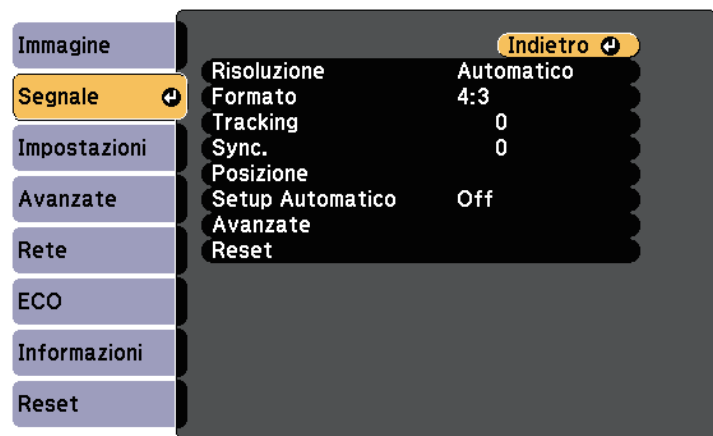 Immagine
Segnale
Impostazioni
Avanzate
Rete
ECO
Informazioni
Reset
Indietro
Risoluzione Automatico
Formato 4:3
Tracking 0
Sync. 0
Posizione
Setup Automatico Off
Avanzate
Reset